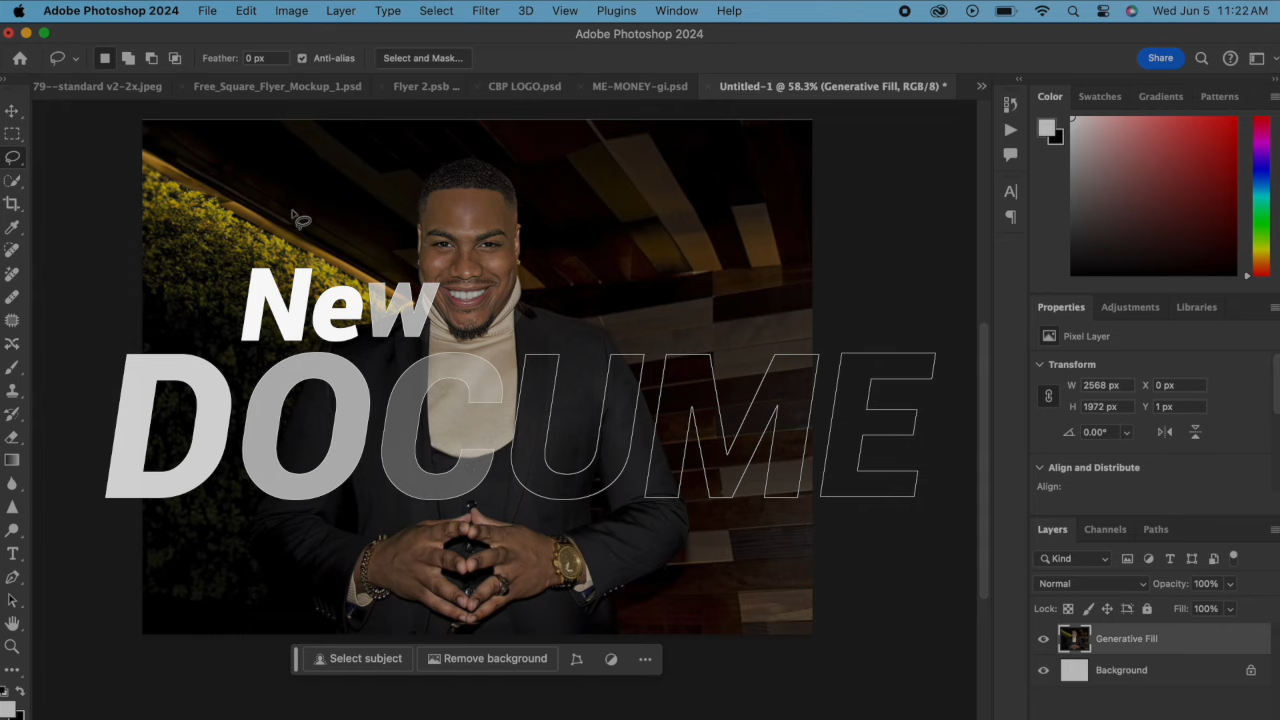 Adobe Photoshop 2024 File Edit Image Layer Type Select Filter 3D View Plugins Window Help Wed Jun 5 11:22 AM
Adobe Photoshop 2024
Feather: 0 px Anti-alias Select and Mask... Share
79--standard v2-2x.jpeg Free_Square_Flyer_Mockup_1.psd Flyer 2.psb ... CBP LOGO.psd ME-MONEY-gi.psd Untitled-1 @ 58.3% (Generative Fill, RGB/8) *
Color Swatches Gradients Patterns
New
DOCUME
Properties Adjustments Libraries
Pixel Layer
Transform
W 2568 px X 0 px
H 1972 px Y 1 px
0.00°
Align and Distribute
Align:
Layers Channels Paths
Kind
Normal Opacity: 100%
Lock: Fill: 100%
Generative Fill
Background
Select subject Remove background